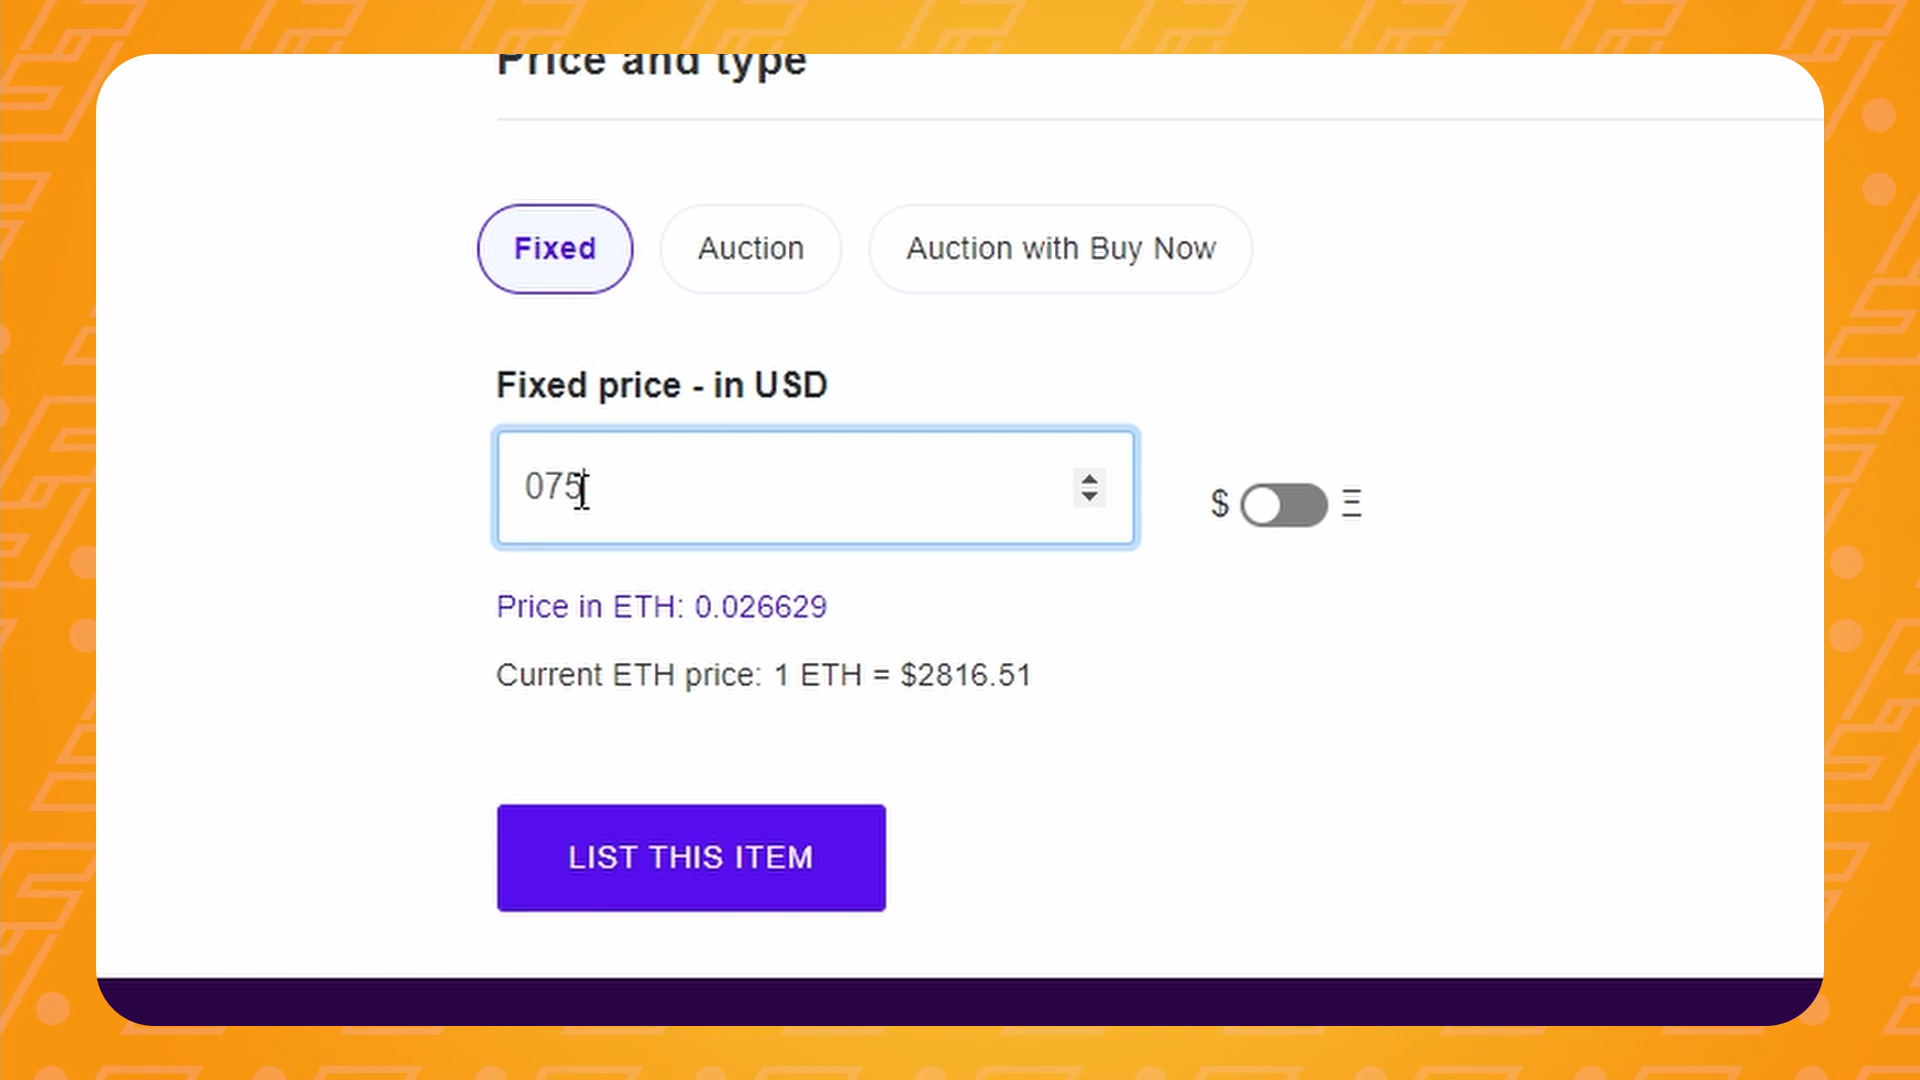 Price and type
Fixed
Auction
Auction with Buy Now
Fixed price - in USD
075
$
Ξ
Price in ETH: 0.026629
Current ETH price: 1 ETH = $2816.51
LIST THIS ITEM